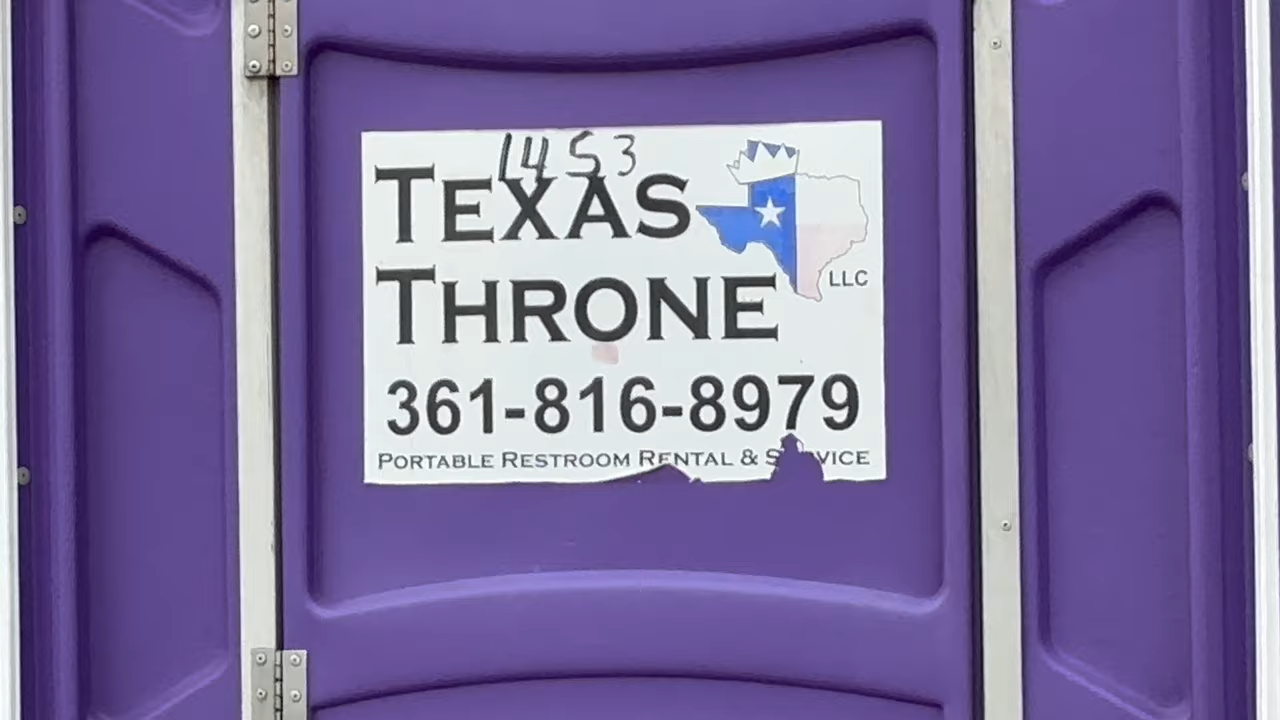 1453
TEXAS
THRONE
LLC
361-816-8979
PORTABLE RESTROOM RENTAL &